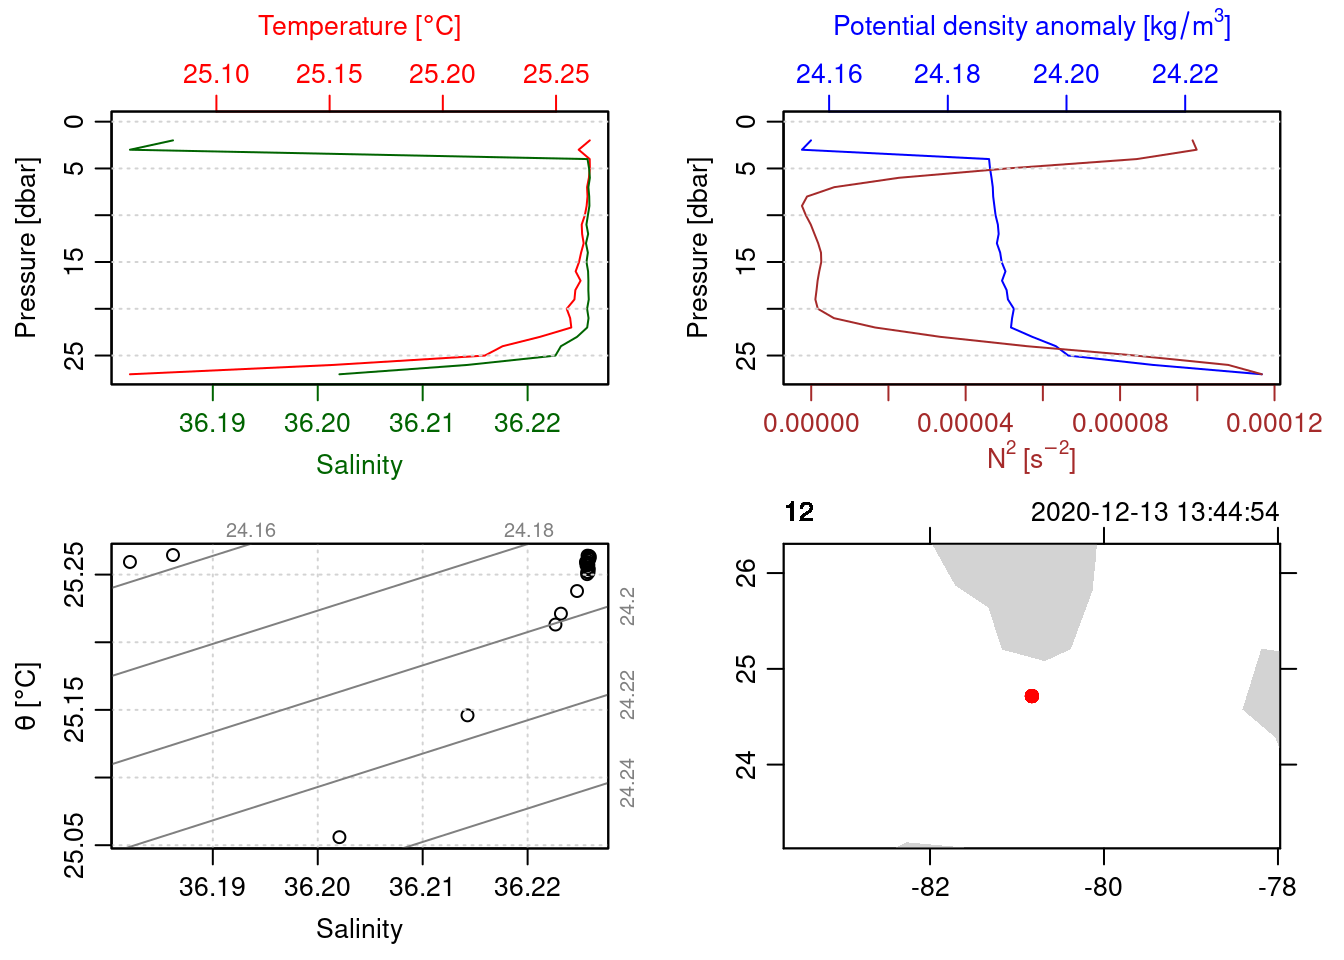 Temperature [°C]
25.10 25.15 25.20 25.25
0
5
15
25
Pressure [dbar]
36.19 36.20 36.21 36.22
Salinity
Potential density anomaly [kg/m³]
24.16 24.18 24.20 24.22
0
5
15
25
Pressure [dbar]
0.00000 0.00004 0.00008 0.00012
N² [s⁻²]
24.16 24.18
25.25
25.15
25.05
θ [°C]
24.2
24.22
24.24
36.19 36.20 36.21 36.22
Salinity
12 2020-12-13 13:44:54
26
25
24
-82 -80 -78